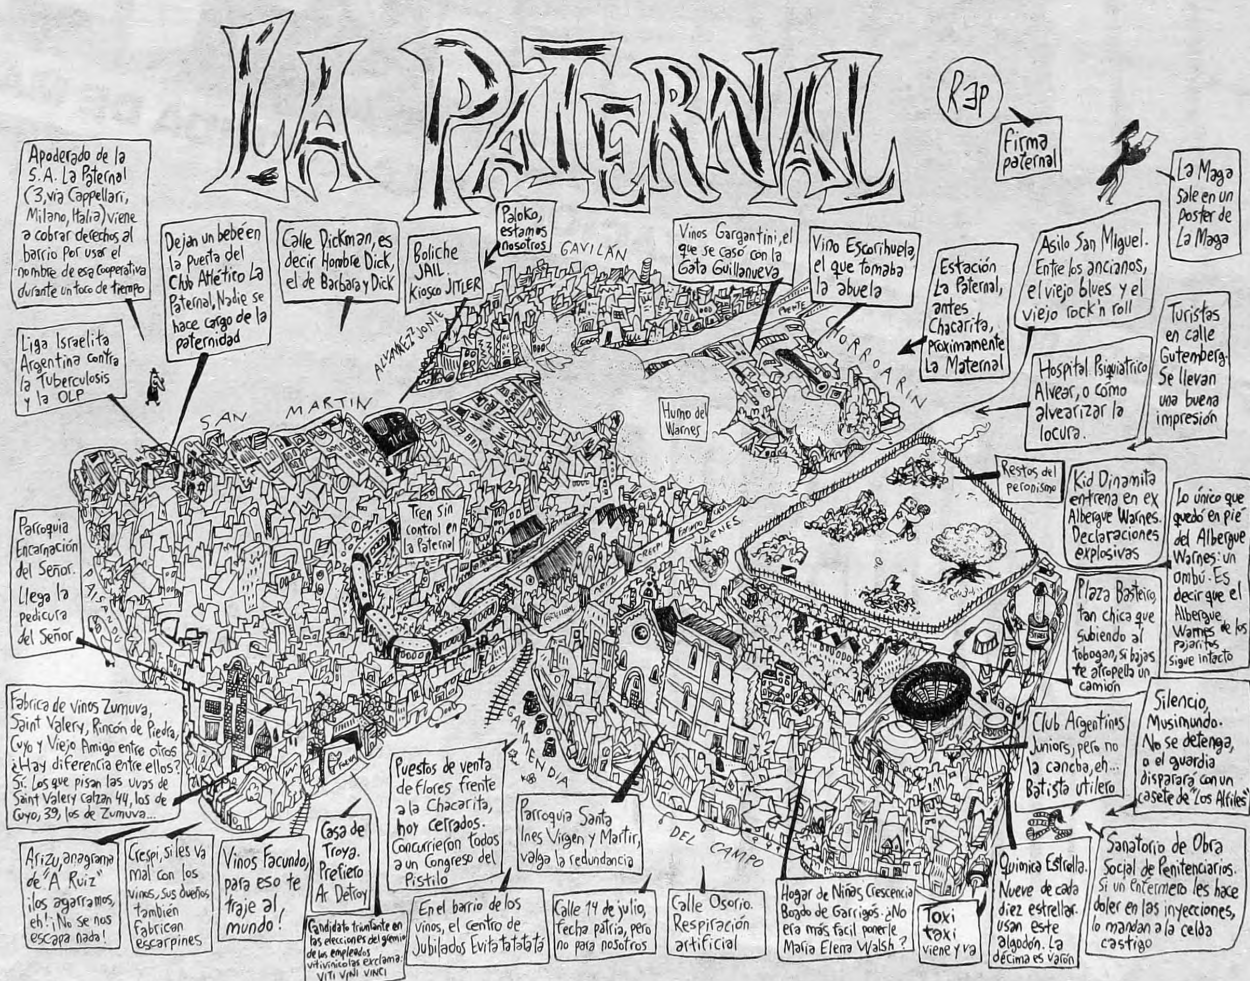 LA PATERNAL
REP
Firma
paternal
La Maga
sale en un
poster de
La Maga
Apoderado de la
S.A. La Paternal
(3, vía Cappellari,
Milano, Italia) viene
a cobrar derechos al
barrio por usar el
nombre de esa cooperativa
durante un toco de tiempo
Dejan un bebé en
la puerta del
Club Atlético La
Paternal, Nadie se
hace cargo de la
paternidad
Calle Dickman, es
decir Hombre Dick,
el de Barbara y Dick
Boliche
JAIL
Kiosco JITLER
Paloko,
estamos
nosotros
GAVILÁN
Vinos Gargantini, el
que se casó con la
Gata Guillanueva
Vino Escorihuela,
el que tomaba
la abuela
Estación
La Paternal,
antes
Chacarita,
Próximamente
La Maternal
Asilo San Miguel.
Entre los ancianos,
el viejo blues y el
viejo rock'n roll
Turistas
en calle
Gutemberg.
Se llevan
una buena
impresión
Liga Israelita
Argentina contra
la Tuberculosis
y la OLP
Hospital Psiquiátrico
Alvear, o cómo
alvearizar la
locura.
SAN MARTIN
ALVAREZ JONTE
CHORROARIN
Humo del
Warnes
Restos del
peronismo
Kid Dinamita
entrena en ex
Albergue Warnes.
Declaraciones
explosivas
Lo único que
quedó en pié
del Albergue
Warnes: un
ombú. Es
decir que el
Albergue
Warnes de los
pajaritos
sigue intacto
Tren sin
control en
la Paternal
WARNES
Parroquia
Encarnación
del Señor.
Llega la
pedicura
del Señor
Plaza Basteiro,
tan chica que
subiendo al
tobogán, si bajas
te atropella un
camión
Fabrica de vinos Zumuva,
Saint Valery, Rincón de Piedra,
Cuyo y Viejo Amigo entre otros
¿Hay diferencia entre ellos?
Sí. Los que pisan las uvas de
Saint Valery calzan 44, los de
Cuyo, 39, los de Zumuva...
GARMENDIA
Puestos de venta
de flores frente
a la Chacarita,
hoy cerrados.
Concurrieron todos
a un Congreso del
Pistilo
Parroquia Santa
Ines Virgen y Martir,
valga la redundancia
DEL CAMPO
Club Argentinos
Juniors, pero no
la cancha, eh...
Batista utilero
Silencio,
Musimundo.
No se detenga,
o el guardia
disparará con un
casete de "Los Alfiles"
Arizu, anagrama
de "A Ruiz"
¡los agarramos,
eh! ¡No se nos
escapa nada!
Crespi, si les va
mal con los
vinos, sus dueños
también
fabrican
escarpines
Vinos Facundo,
para eso te
traje al
mundo!
Casa de
Troya.
Prefiero
Ar Detroy
Candidato triunfante en
las elecciones del gremio
de los empleados
vitivinícolas exclama:
VITI VINI VINCI
En el barrio de los
vinos, el centro de
Jubilados Evitatatatatá
Calle 14 de julio,
fecha patria, pero
no para nosotros
Calle Osorio.
Respiración
artificial
Hogar de Niñas Crescencia
Boado de Garrigós. ¿No
era más facil ponerle
María Elena Walsh?
Toxi
taxi
viene y va
Quimica Estrella.
Nueve de cada
diez estrellas
usan este
algodón. La
décima es varón
Sanatorio de Obra
Social de Penitenciarios.
Si un enfermero les hace
doler en las inyecciones,
lo mandan a la celda
castigo